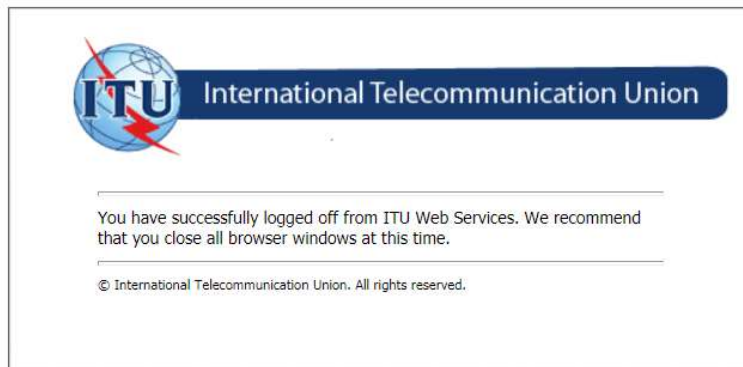 ITU
International Telecommunication Union
You have successfully logged off from ITU Web Services. We recommend
that you close all browser windows at this time.
© International Telecommunication Union. All rights reserved.